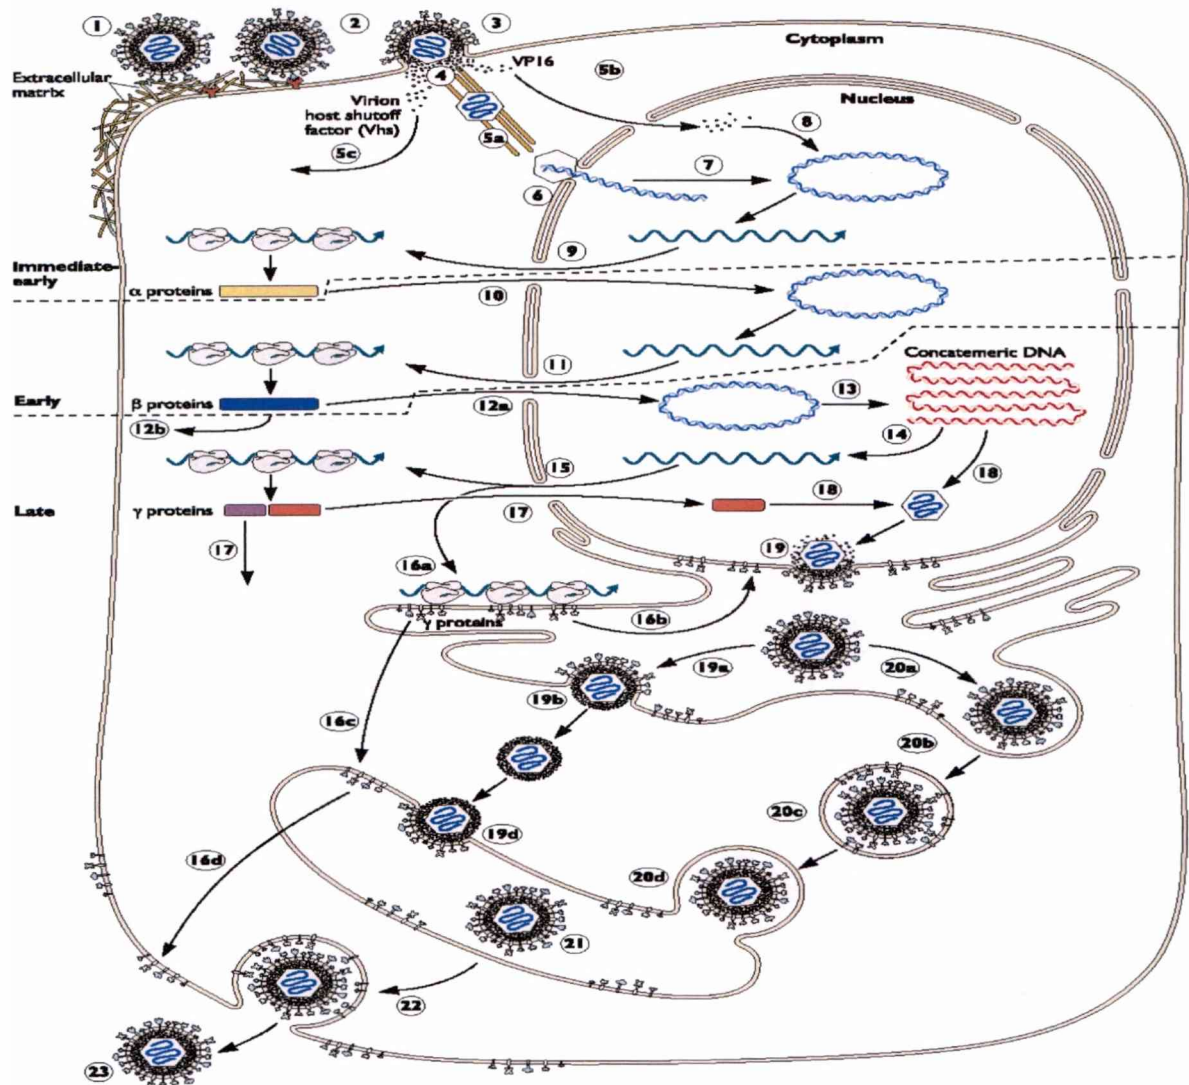 1
2
3
Cytoplasm
Extracellular
matrix
4
VP16
5b
Nucleus
Virion
host shutoff
factor (Vhs)
5a
5c
8
7
6
9
Immediate-
early
α proteins
10
11
Concatemeric DNA
Early
β proteins
12a
13
12b
14
15
18
18
Late
γ proteins
17
17
19
16a
γ proteins
16b
19a
20a
19b
16c
20b
20c
19d
16d
20d
21
22
23